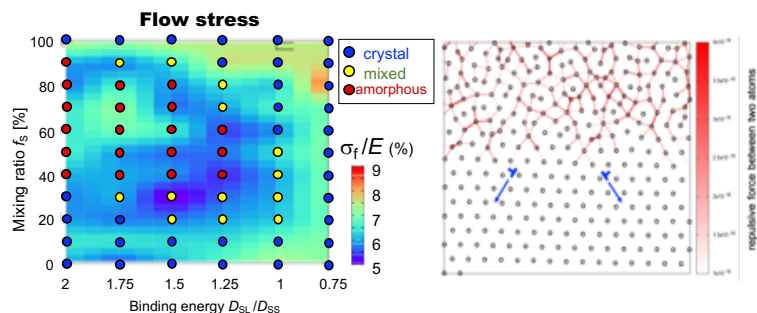 Flow stress
100
80
60
40
20
0
Mixing ratio fS [%]
2
1.75
1.5
1.25
1
0.75
Binding energy DSL/DSS
crystal
mixed
amorphous
σf/E (%)
9
8
7
6
5
repulsive force between two atoms